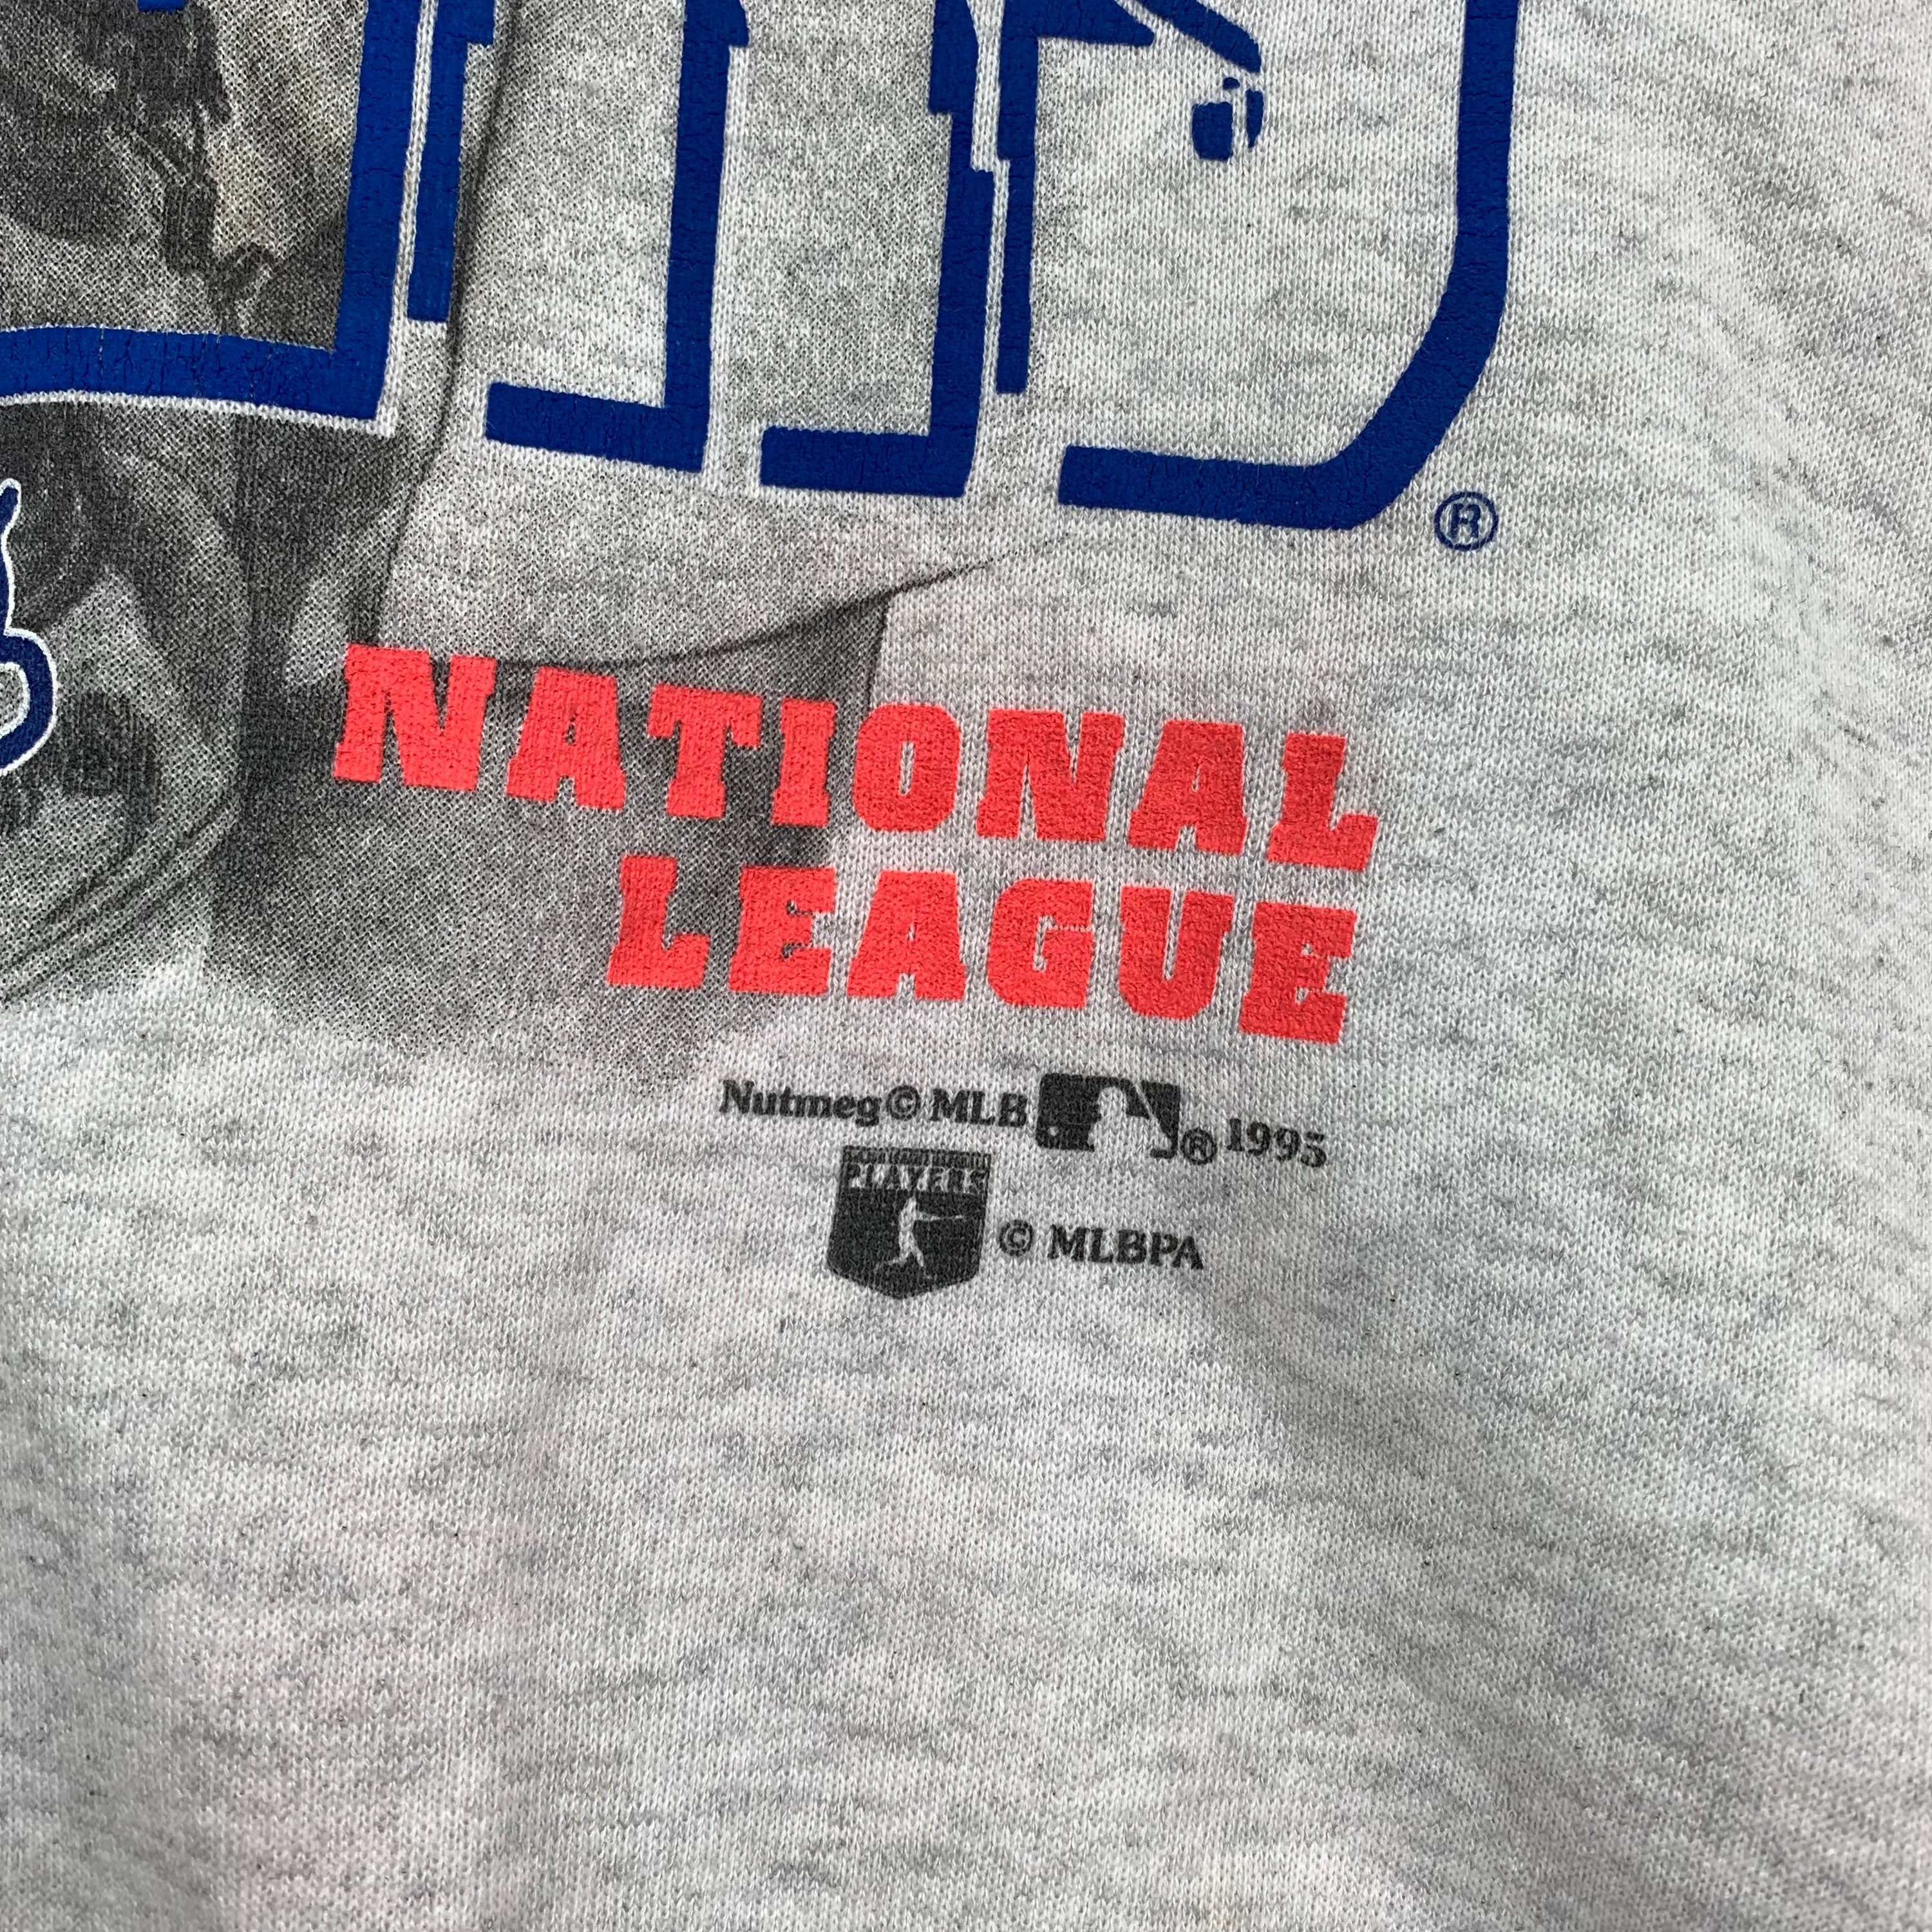 ®
NATIONAL
LEAGUE
Nutmeg © MLB ® 1995
PLAYERS
© MLBPA